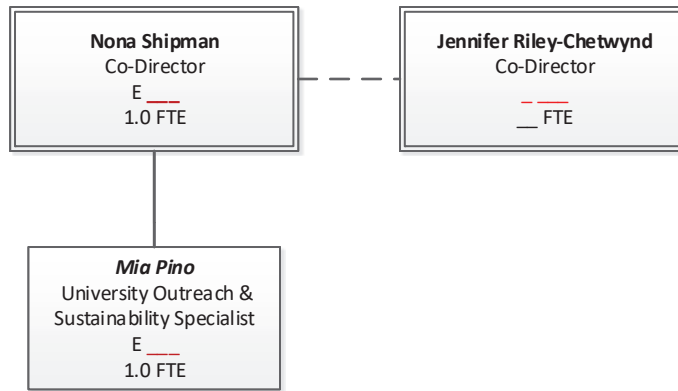 Nona Shipman
Co-Director
E ___
1.0 FTE
Jennifer Riley-Chetwynd
Co-Director
_ ___
__ FTE
Mia Pino
University Outreach &
Sustainability Specialist
E ___
1.0 FTE